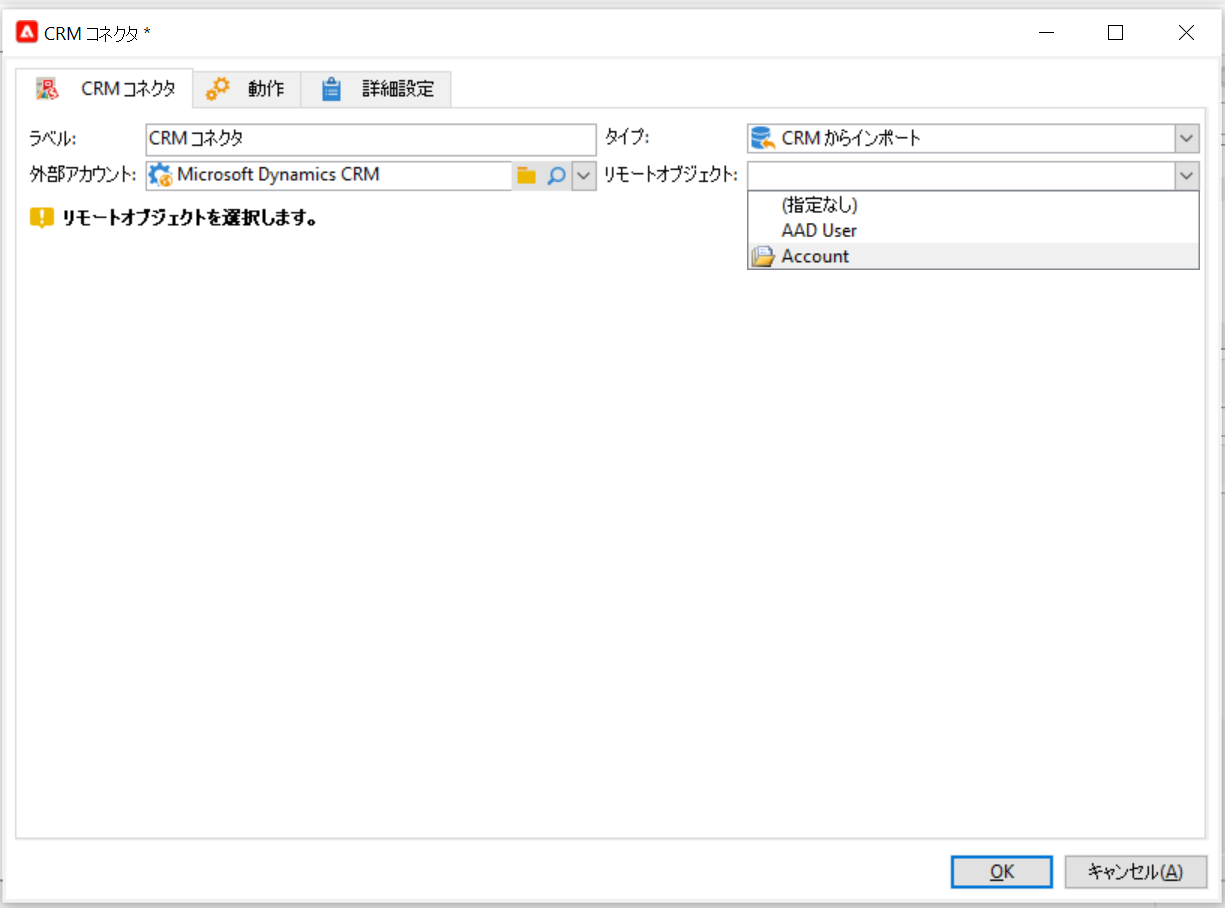 CRM コネクタ *
CRM コネクタ 動作 詳細設定
ラベル: CRM コネクタ タイプ: CRM からインポート
外部アカウント: Microsoft Dynamics CRM リモートオブジェクト:
リモートオブジェクトを選択します。
(指定なし)
AAD User
Account
OK キャンセル(A)